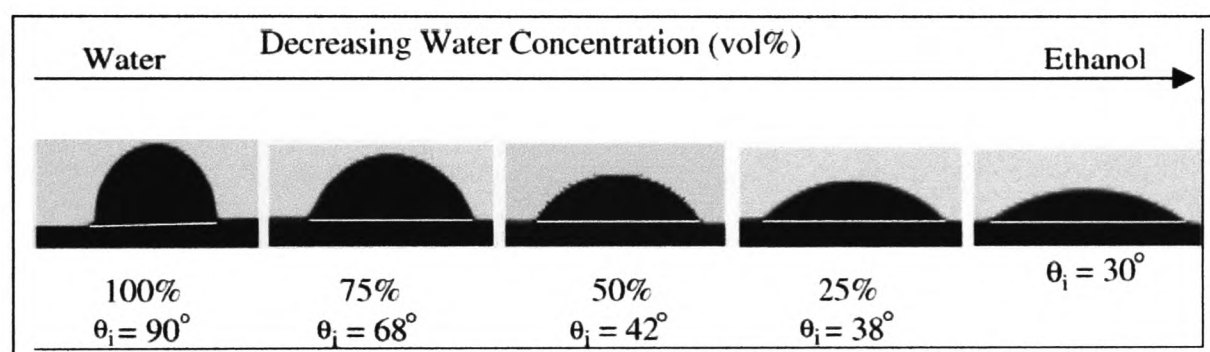 Decreasing Water Concentration (vol%)
Water
Ethanol
100%
75%
50%
25%
θi = 30°
θi = 90°
θi = 68°
θi = 42°
θi = 38°